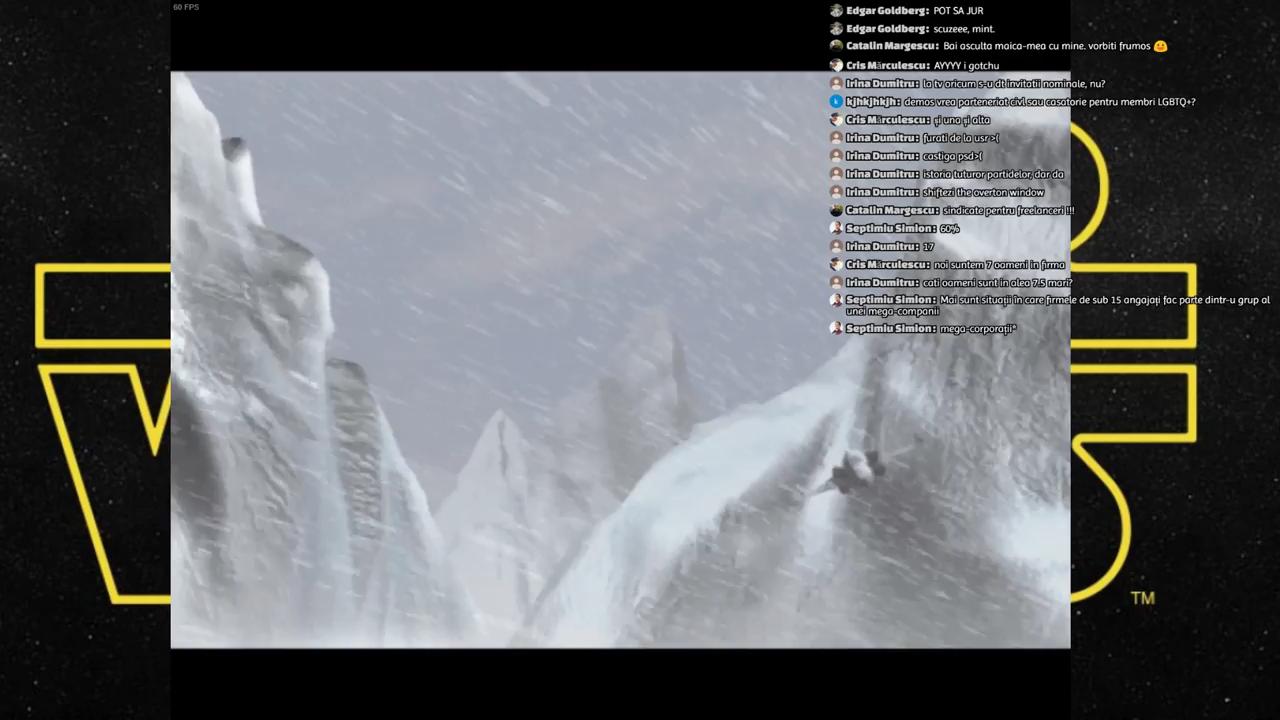 60 FPS
Edgar Goldberg: POT SA JUR
Edgar Goldberg: scuzeee, mint.
Catalin Margescu: Bai asculta maica-mea cu mine. vorbiti frumos
Cris Mărculescu: AYYYY i gotchu
Irina Dumitru: la tv oricum s-u dt invitatii nominale, nu?
kjhkjhkjh: demos vrea parteneriat civl sau casatorie pentru membri LGBTQ+?
Cris Mărculescu: și una și alta
Irina Dumitru: furati de la usr >(
Irina Dumitru: castiga psd>(
Irina Dumitru: istoria tuturor partidelor, dar da
Irina Dumitru: shiftezi the overton window
Catalin Margescu: sindicate pentru freelanceri !!!
Septimiu Simion: 60%
Irina Dumitru: 17
Cris Mărculescu: noi suntem 7 oameni in firma
Irina Dumitru: cati oameni sunt in alea 7.5 mari?
Septimiu Simion: Mai sunt situații in care firmele de sub 15 angajați fac parte dintr-u grup al
unei mega-companii
Septimiu Simion: mega-corporații*
TM